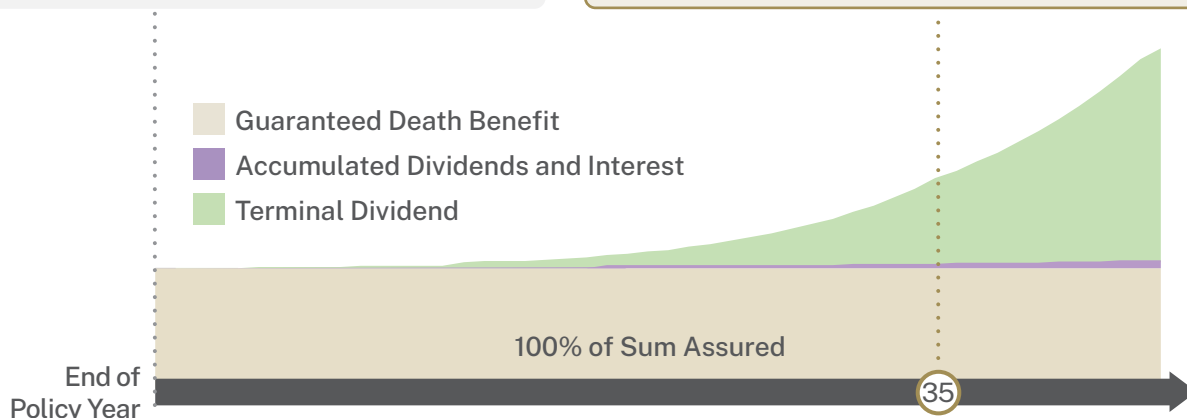 Guaranteed Death Benefit
Accumulated Dividends and Interest
Terminal Dividend
100% of Sum Assured
End of
Policy Year
35